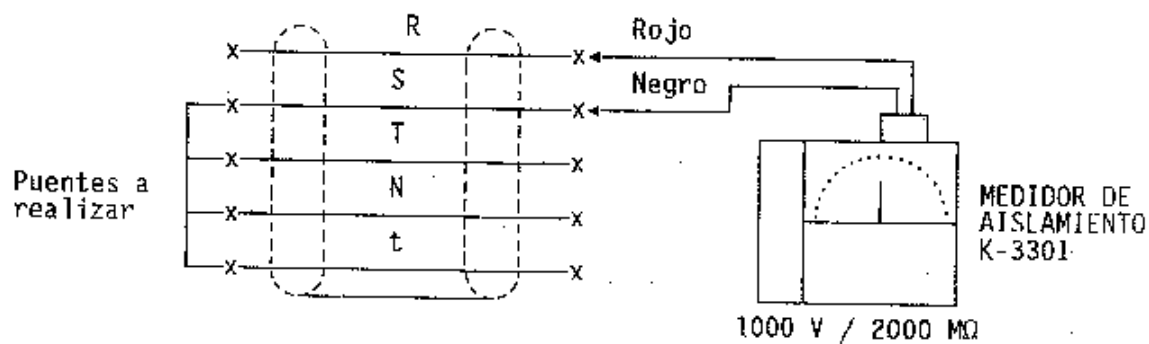 R
Rojo
S
Negro
T
N
t
Puentes a
realizar
MEDIDOR DE
AISLAMIENTO
K-3301
1000 V / 2000 MΩ